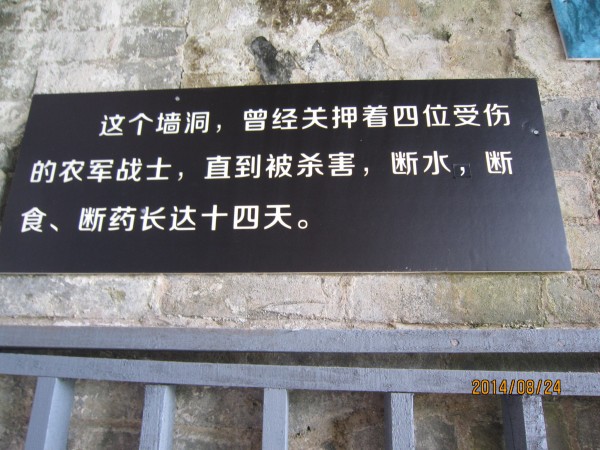 这个墙洞，曾经关押着四位受伤
的农军战士，直到被杀害，断水，断
食、断药长达十四天。
2014/09/24